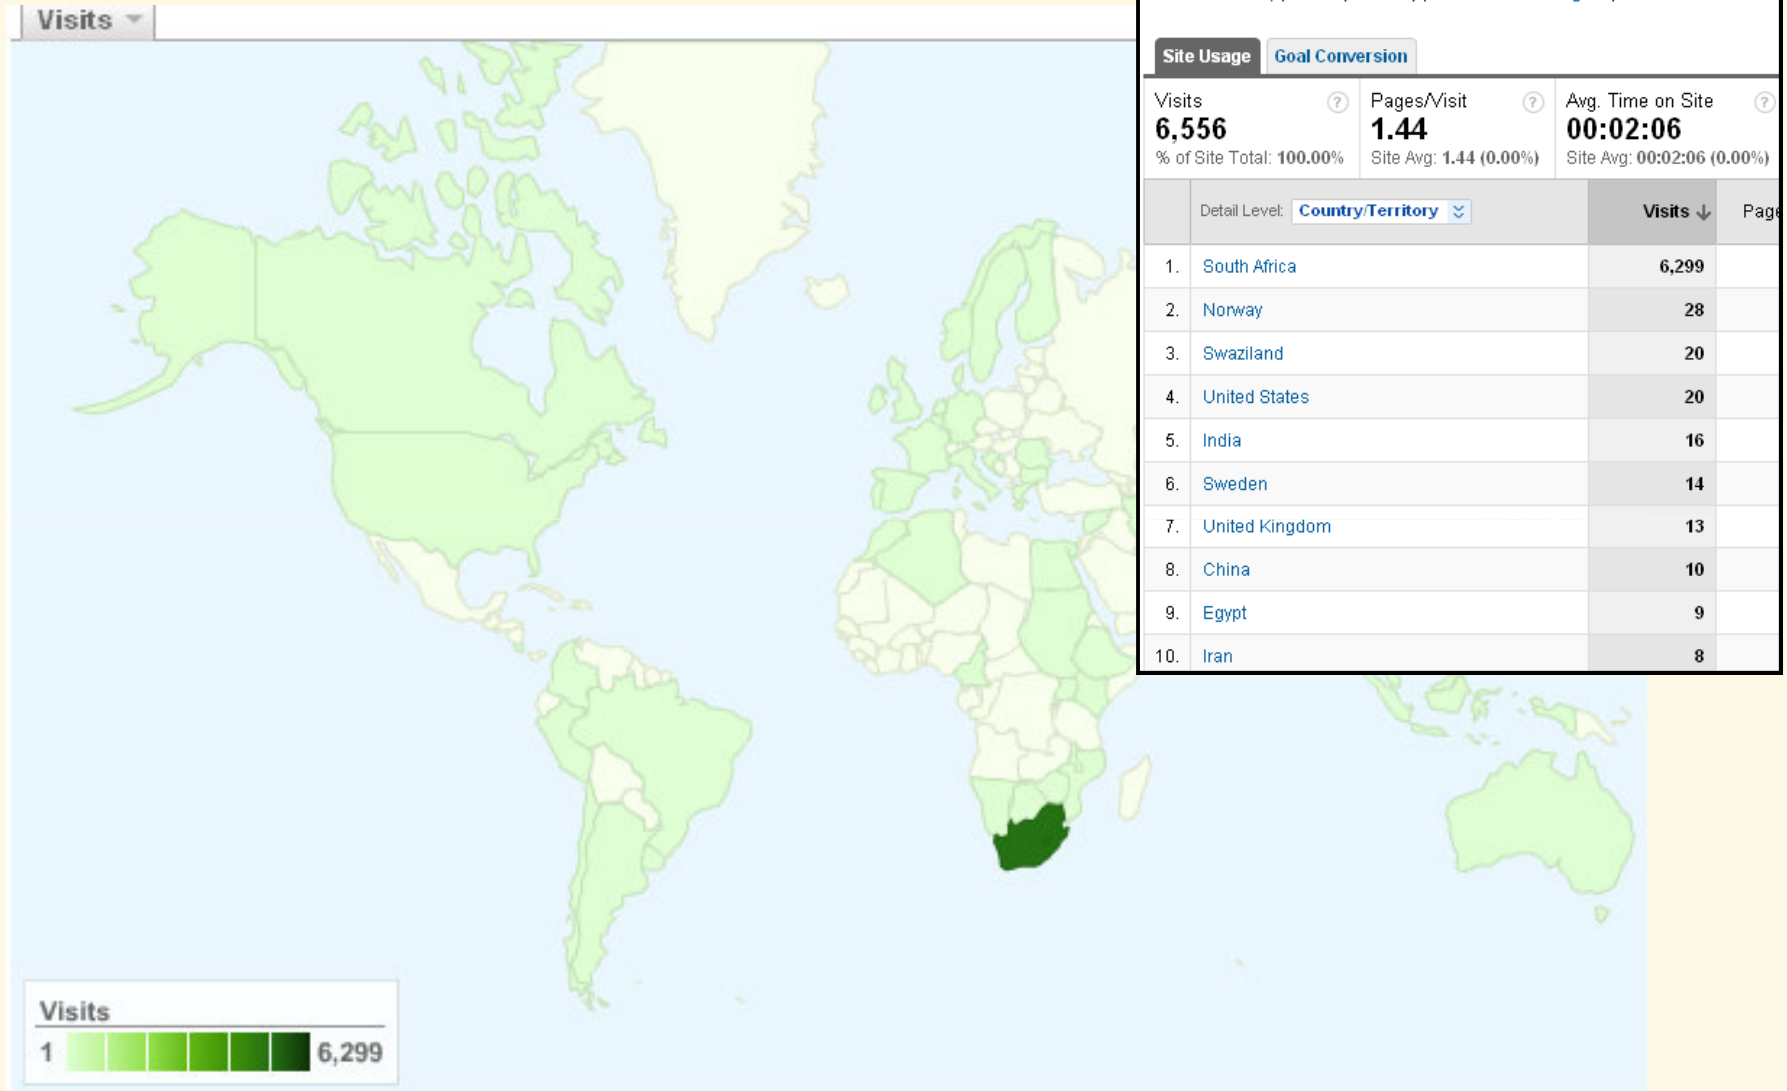 Visits
Site Usage Goal Conversion
Visits ? Pages/Visit ? Avg. Time on Site ?
6,556 1.44 00:02:06
% of Site Total: 100.00% Site Avg: 1.44 (0.00%) Site Avg: 00:02:06 (0.00%)
Detail Level: Country/Territory Visits Page
1. South Africa 6,299
2. Norway 28
3. Swaziland 20
4. United States 20
5. India 16
6. Sweden 14
7. United Kingdom 13
8. China 10
9. Egypt 9
10. Iran 8
Visits
1 6,299